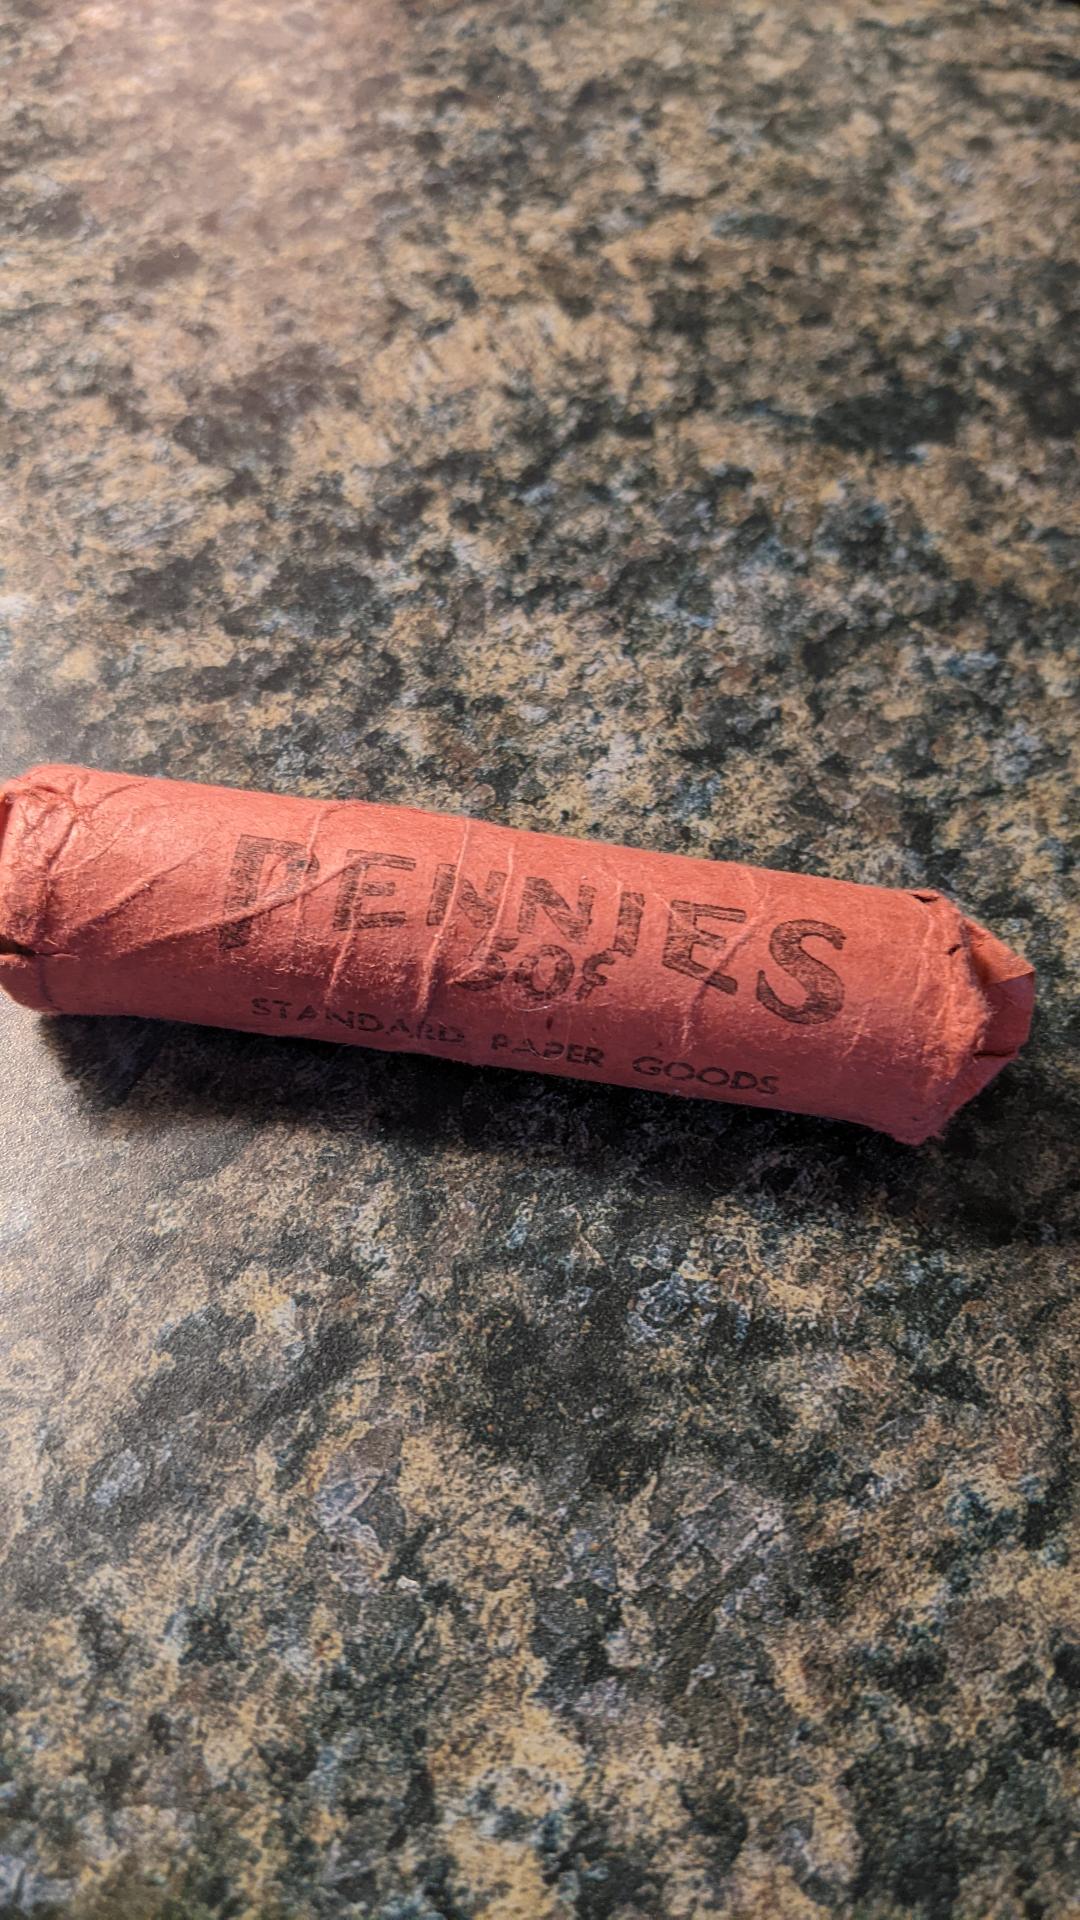 PENNIES
50¢
STANDARD PAPER GOODS